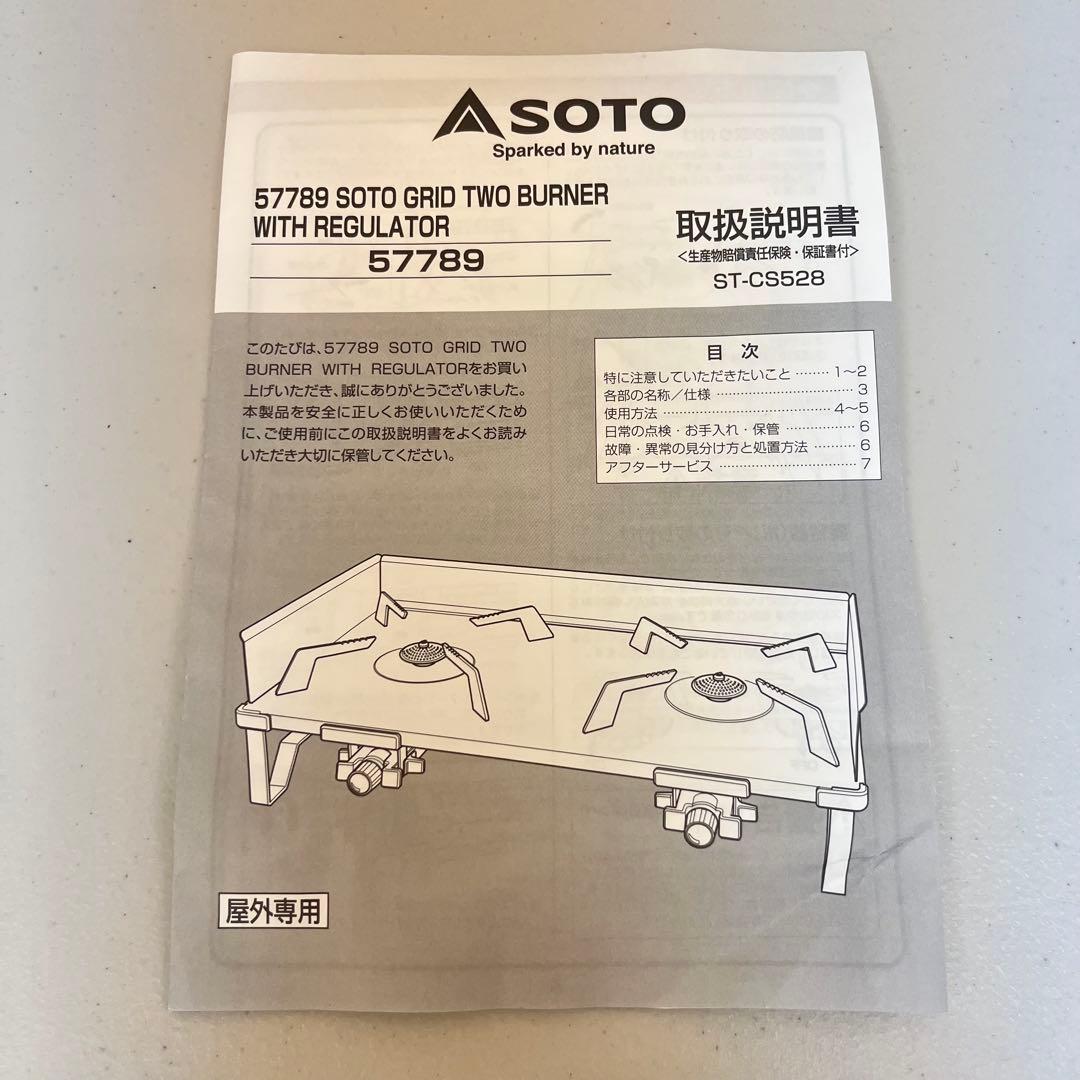 SOTO
Sparked by nature
57789 SOTO GRID TWO BURNER
WITH REGULATOR
57789
取扱説明書
<生産物賠償責任保険・保証書付>
ST-CS528
このたびは、57789 SOTO GRID TWO
BURNER WITH REGULATORをお買い
上げいただき、誠にありがとうございました。
本製品を安全に正しくお使いいただくため
に、ご使用前にこの取扱説明書をよくお読み
いただき大切に保管してください。
目 次
特に注意していただきたいこと ········ 1～2
各部の名称／仕様 ························ 3
使用方法 ····························· 4～5
日常の点検・お手入れ・保管 ·············· 6
故障・異常の見分け方と処置方法 ········· 6
アフターサービス ························ 7
屋外専用